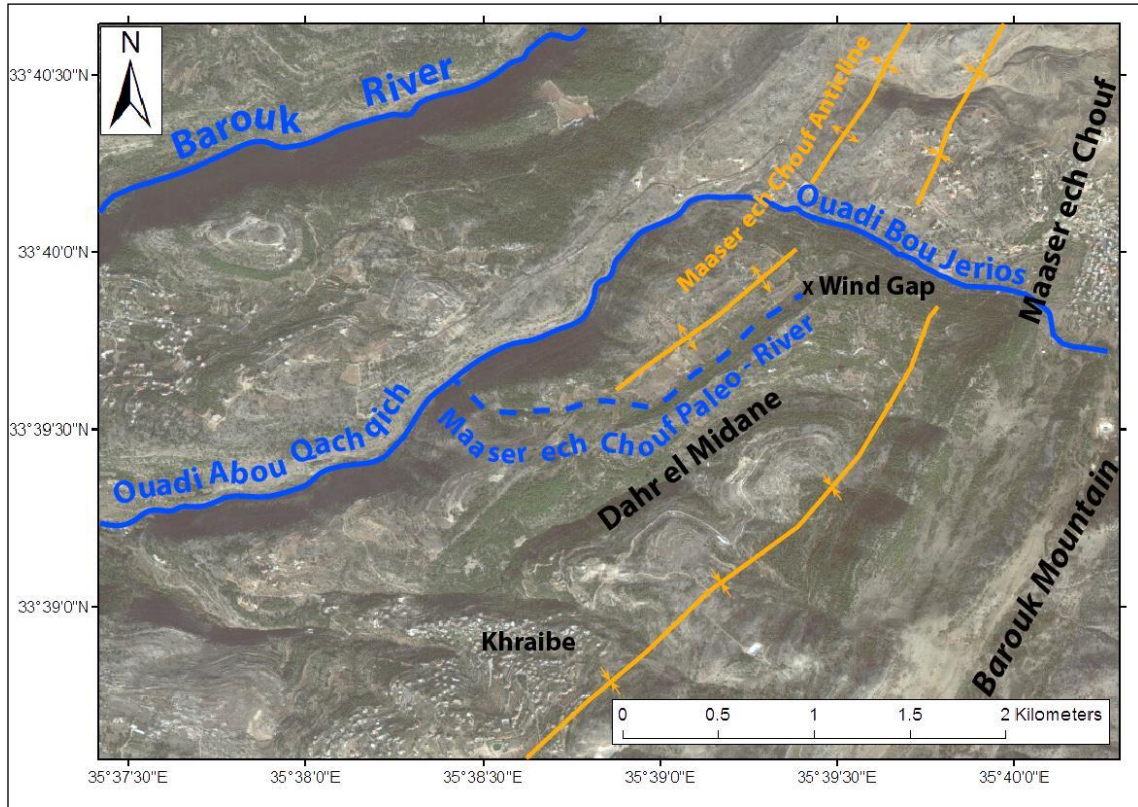 N
33°40'30"N
33°40'0"N
33°39'30"N
33°39'0"N
Barouk River
Maaser ech Chouf Anticline
Ouadi Bou Jerios
Maaser ech Chouf
x Wind Gap
Maaser ech Chouf Paleo - River
Ouadi Abou Qachqich
Dahr el Midane
Khraibe
Barouk Mountain
0 0.5 1 1.5 2 Kilometers
35°37'30"E 35°38'0"E 35°38'30"E 35°39'0"E 35°39'30"E 35°40'0"E